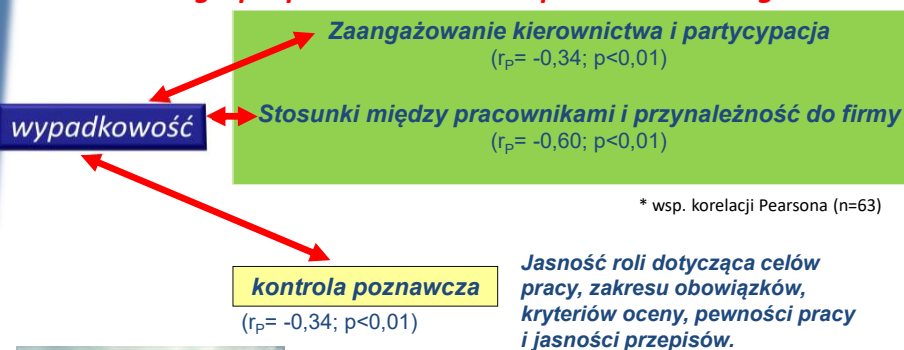 Zaangażowanie kierownictwa i partycypacja
(rP= -0,34; p<0,01)
wypadkowość
Stosunki między pracownikami i przynależność do firmy
(rP= -0,60; p<0,01)
* wsp. korelacji Pearsona (n=63)
kontrola poznawcza
(rP= -0,34; p<0,01)
Jasność roli dotycząca celów
pracy, zakresu obowiązków,
kryteriów oceny, pewności pracy
i jasności przepisów.